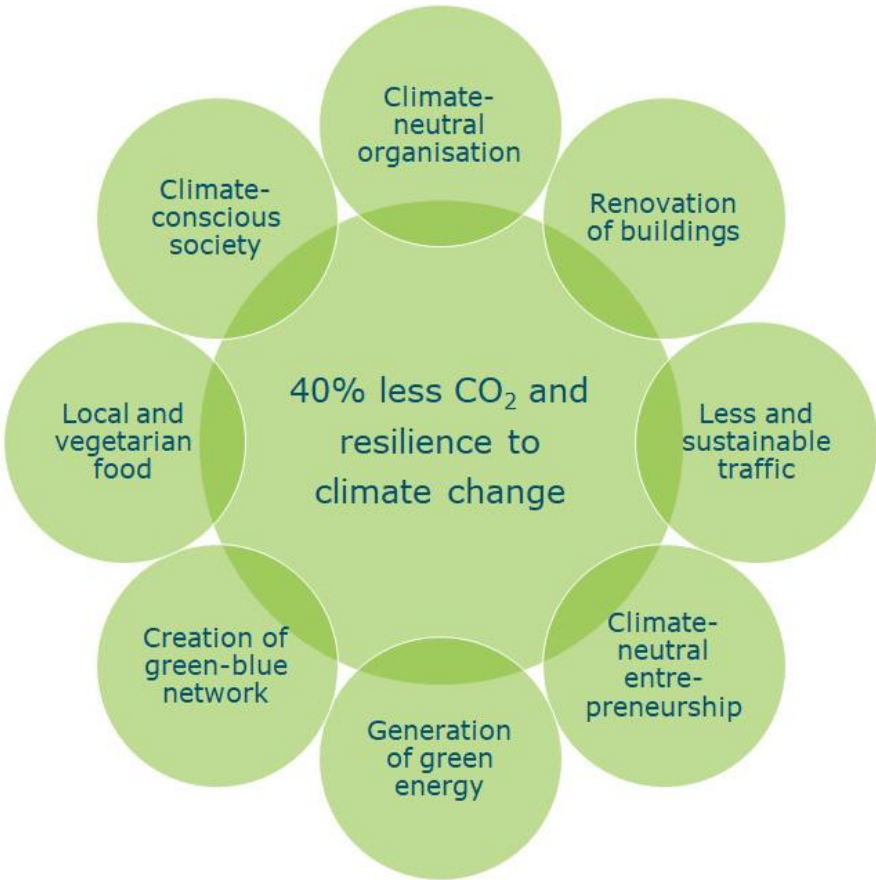 Climate-
neutral
organisation
Renovation
of buildings
Less and
sustainable
traffic
Climate-
neutral
entre-
preneurship
Generation
of green
energy
Creation of
green-blue
network
Local and
vegetarian
food
Climate-
conscious
society
40% less CO₂ and
resilience to
climate change